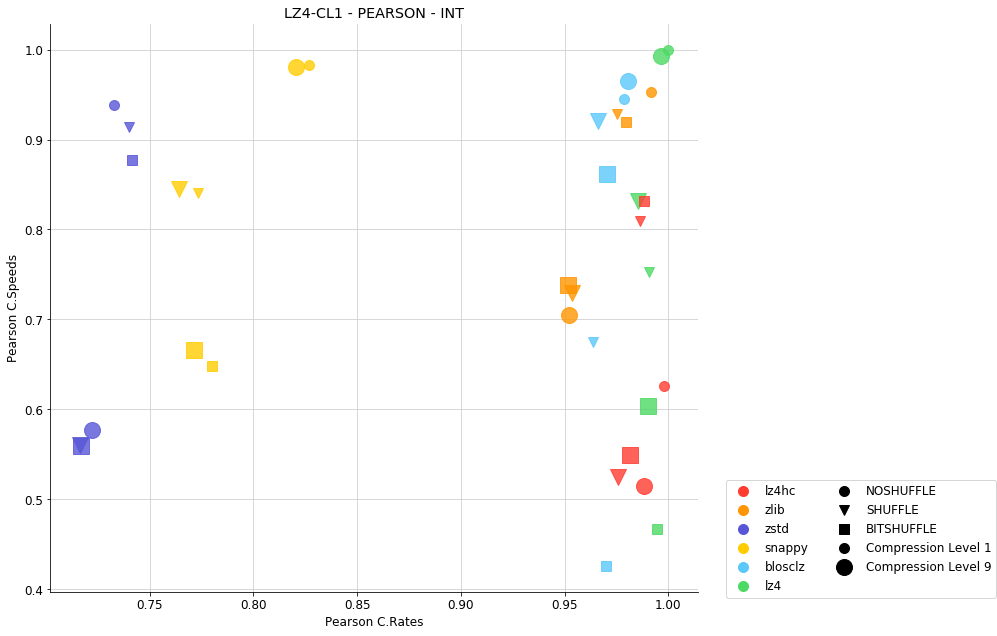 LZ4-CL1 - PEARSON - INT
1.0
0.9
0.8
0.7
0.6
0.5
0.4
Pearson C.Speeds
0.75
0.80
0.85
0.90
0.95
1.00
Pearson C.Rates
lz4hc
zlib
zstd
snappy
blosclz
lz4
NOSHUFFLE
SHUFFLE
BITSHUFFLE
Compression Level 1
Compression Level 9